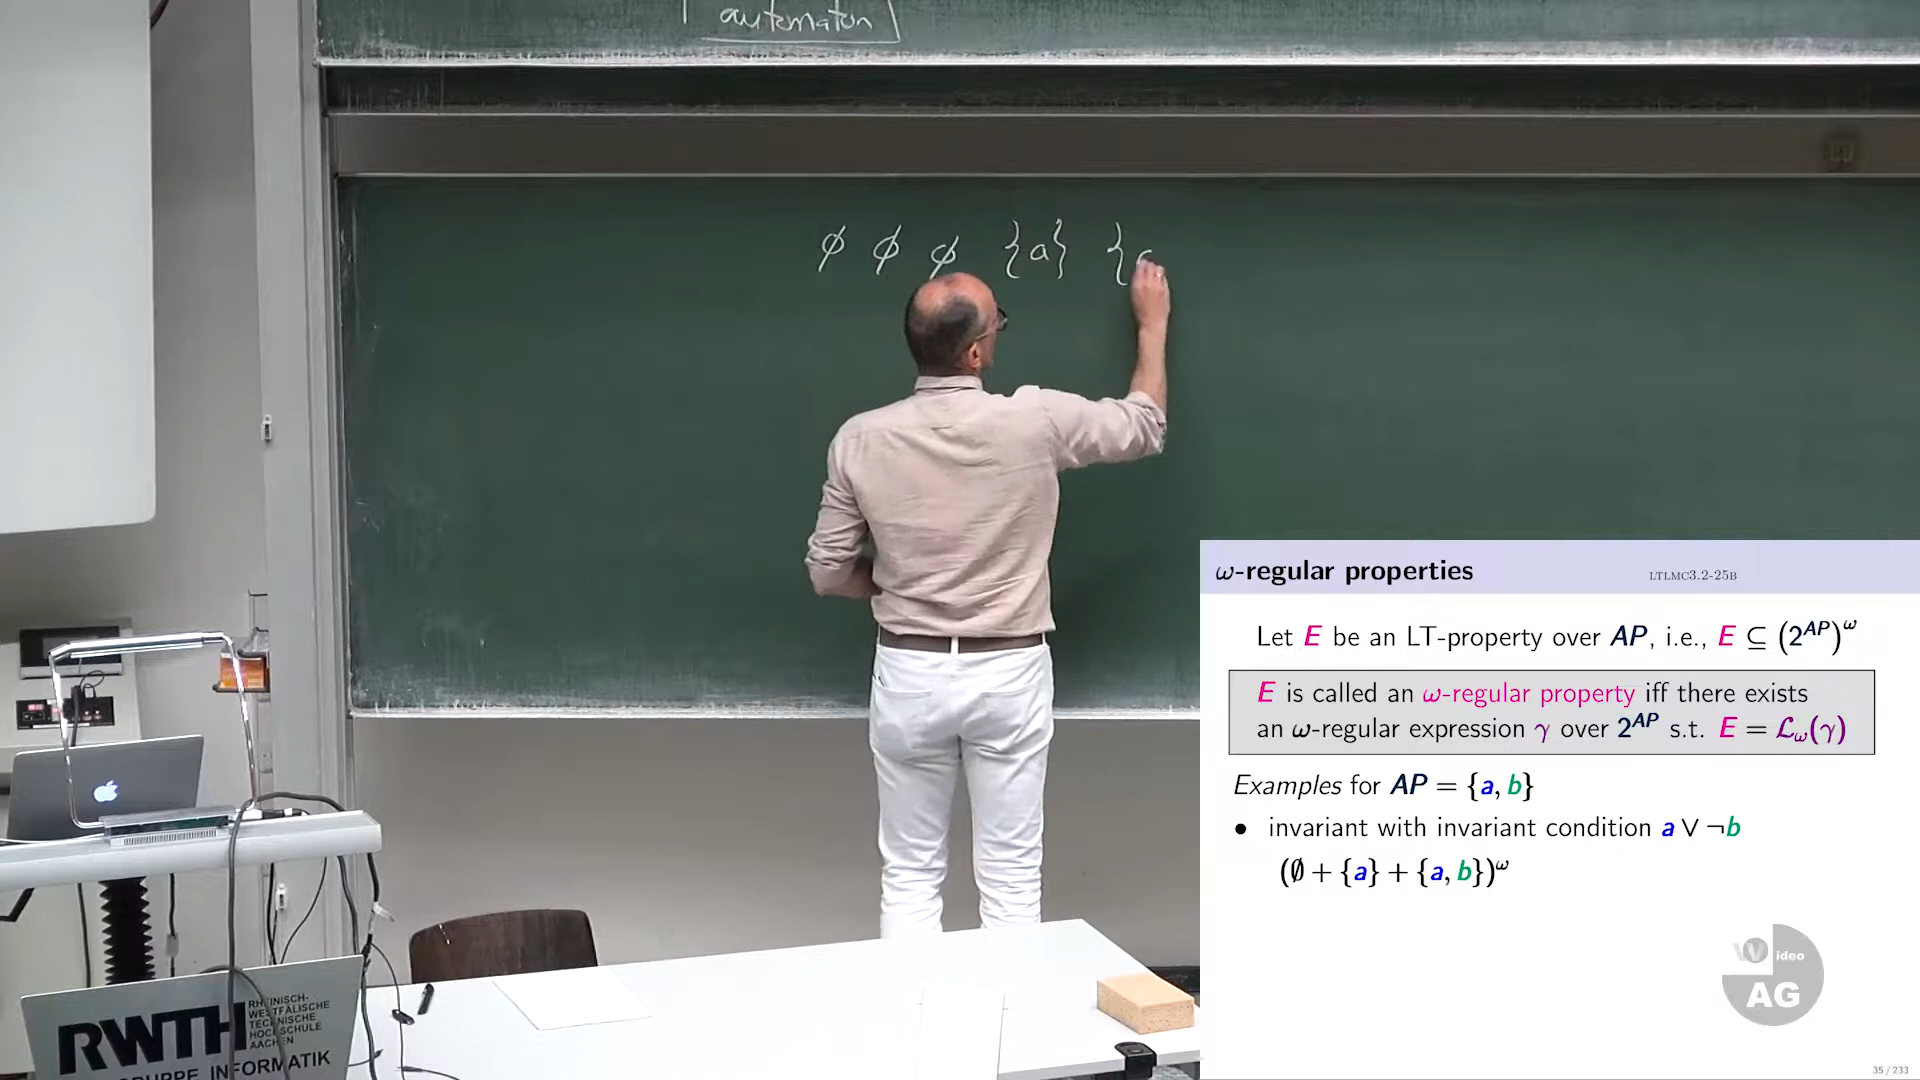 automaton
∅ ∅ ∅ {a} {a
ω-regular properties LTLMC3.2-25B
Let E be an LT-property over AP, i.e., E ⊆ (2^AP)^ω
E is called an ω-regular property iff there exists
an ω-regular expression γ over 2^AP s.t. E = 𝓛_ω(γ)
Examples for AP = {a, b}
• invariant with invariant condition a ∨ ¬b
(∅ + {a} + {a, b})^ω
Video
AG
35 / 233
RWTH
RHEINISCH-
WESTFÄLISCHE
TECHNISCHE
HOCHSCHULE
AACHEN
GRUPPE INFORMATIK